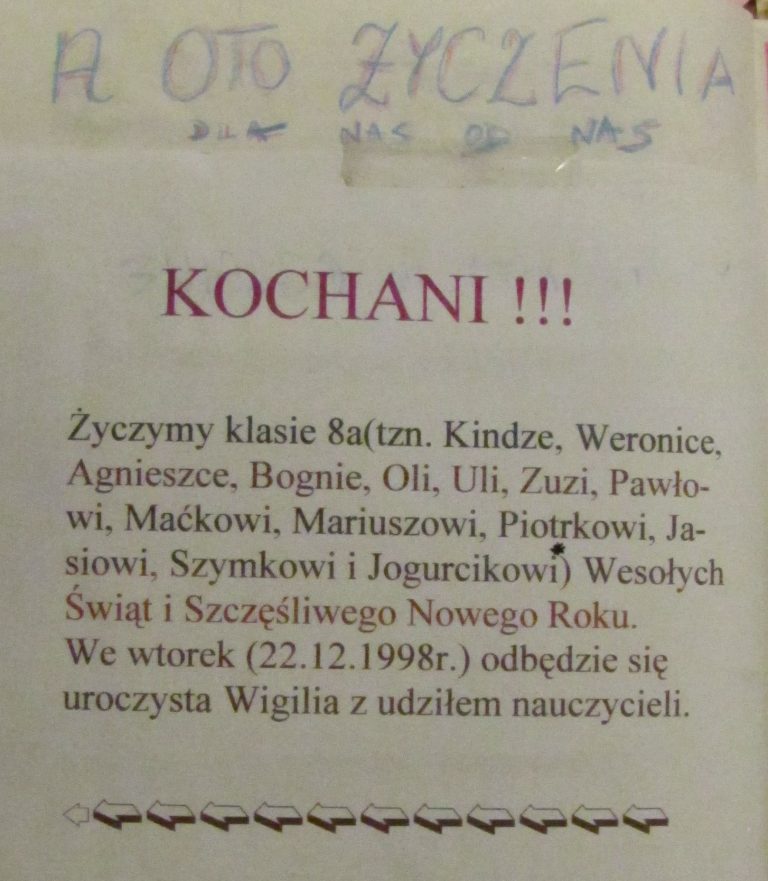 A OTO ŻYCZENIA
DLA NAS OD NAS
KOCHANI !!!
Życzymy klasie 8a(tzn. Kindze, Weronice,
Agnieszce, Bognie, Oli, Uli, Zuzi, Pawło-
wi, Maćkowi, Mariuszowi, Piotrkowi, Ja-
siowi, Szymkowi i Jogurcikowi) Wesołych
Świąt i Szczęśliwego Nowego Roku.
We wtorek (22.12.1998r.) odbędzie się
uroczysta Wigilia z udziłem nauczycieli.